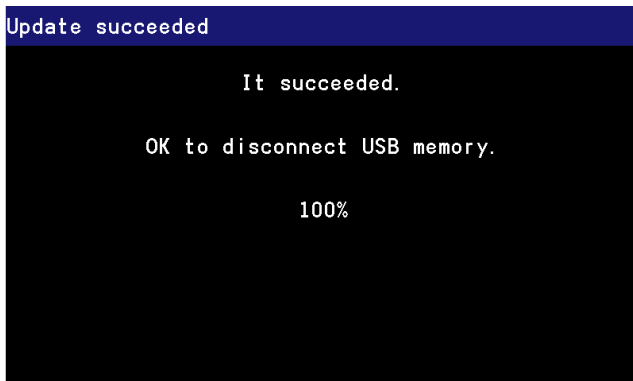 Update succeeded
It succeeded.
OK to disconnect USB memory.
100%